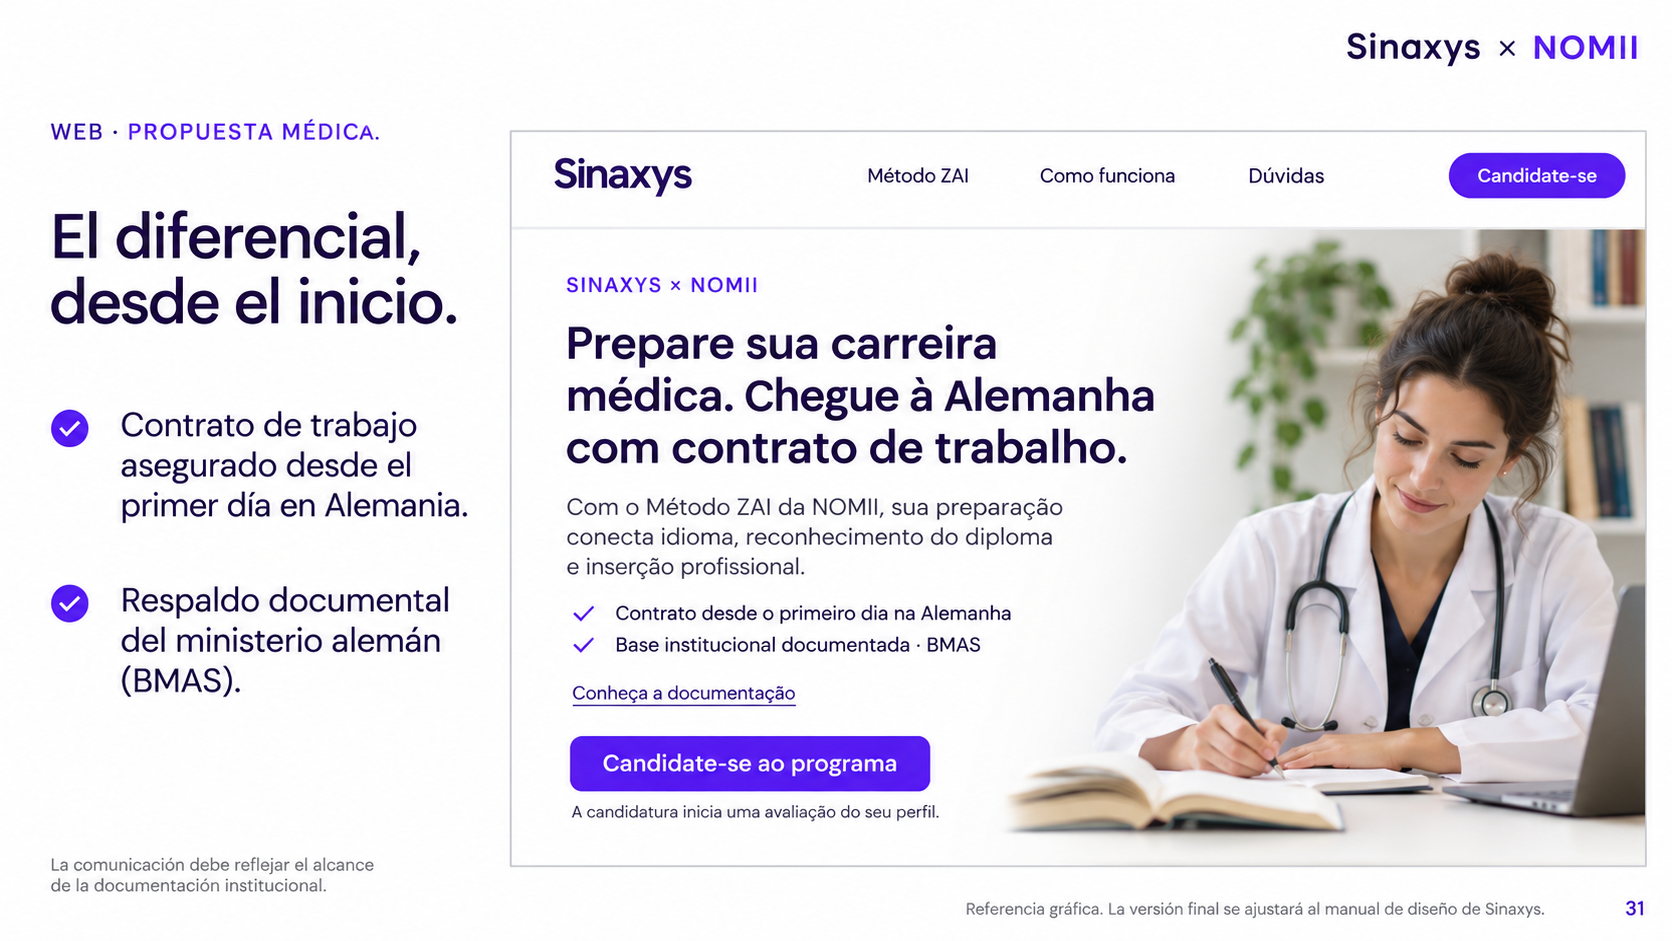 Sinaxys × NOMII
WEB · PROPUESTA MÉDICA.
El diferencial,
desde el inicio.
Contrato de trabajo
asegurado desde el
primer día en Alemania.
Respaldo documental
del ministerio alemán
(BMAS).
La comunicación debe reflejar el alcance
de la documentación institucional.
Sinaxys
Método ZAI
Como funciona
Dúvidas
Candidate-se
SINAXYS × NOMII
Prepare sua carreira
médica. Chegue à Alemanha
com contrato de trabalho.
Com o Método ZAI da NOMII, sua preparação
conecta idioma, reconhecimento do diploma
e inserção profissional.
Contrato desde o primeiro dia na Alemanha
Base institucional documentada · BMAS
Conheça a documentação
Candidate-se ao programa
A candidatura inicia uma avaliação do seu perfil.
Referencia gráfica. La versión final se ajustará al manual de diseño de Sinaxys.
31